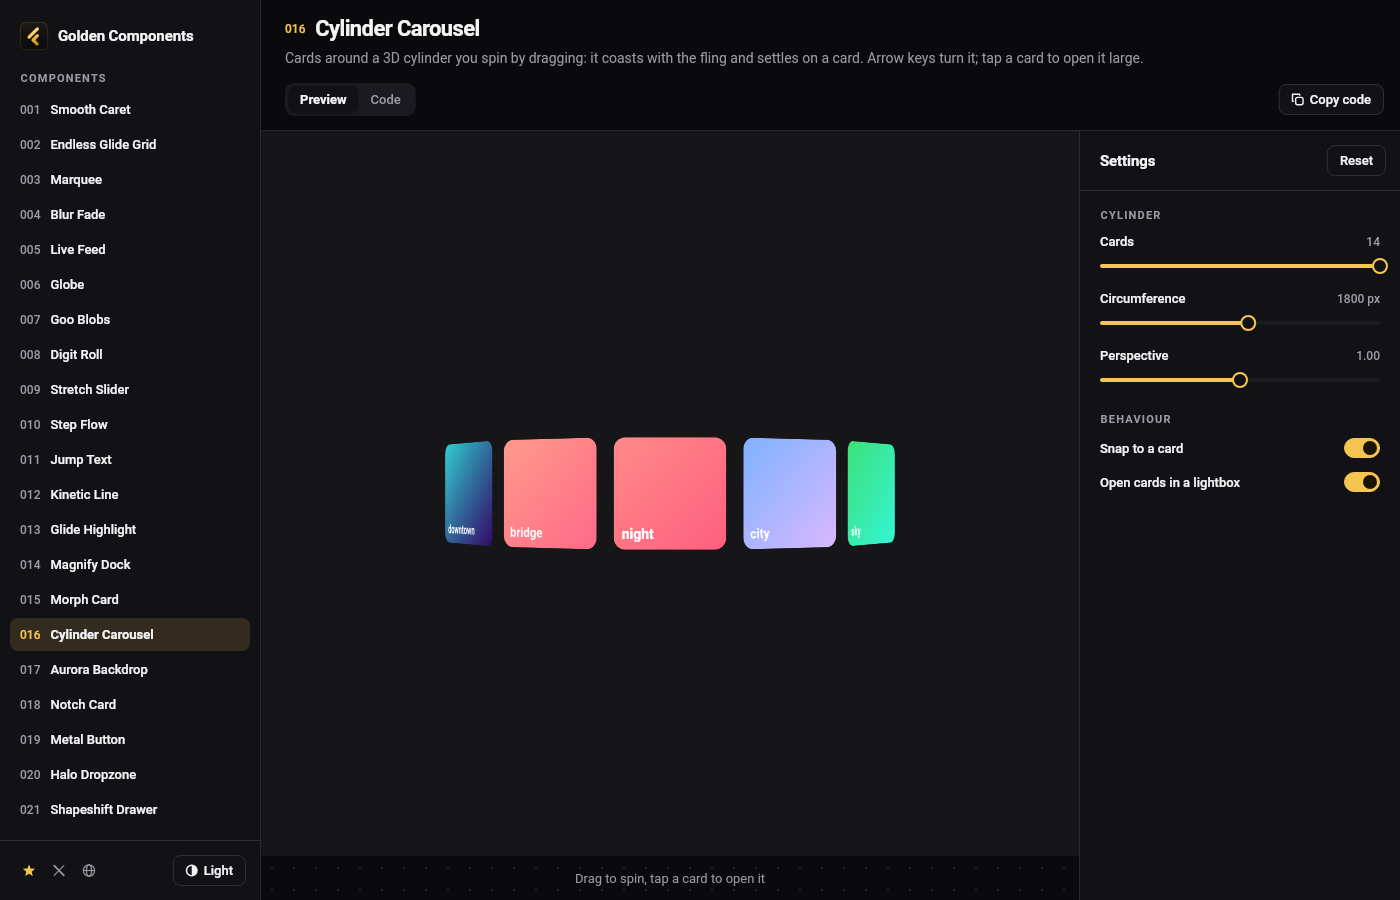 Golden Components
COMPONENTS
001 Smooth Caret
002 Endless Glide Grid
003 Marquee
004 Blur Fade
005 Live Feed
006 Globe
007 Goo Blobs
008 Digit Roll
009 Stretch Slider
010 Step Flow
011 Jump Text
012 Kinetic Line
013 Glide Highlight
014 Magnify Dock
015 Morph Card
016 Cylinder Carousel
017 Aurora Backdrop
018 Notch Card
019 Metal Button
020 Halo Dropzone
021 Shapeshift Drawer
Light
016 Cylinder Carousel
Cards around a 3D cylinder you spin by dragging: it coasts with the fling and settles on a card. Arrow keys turn it; tap a card to open it large.
Preview Code
Copy code
downtown
bridge
night
city
sky
Drag to spin, tap a card to open it
Settings
Reset
CYLINDER
Cards 14
Circumference 1800 px
Perspective 1.00
BEHAVIOUR
Snap to a card
Open cards in a lightbox